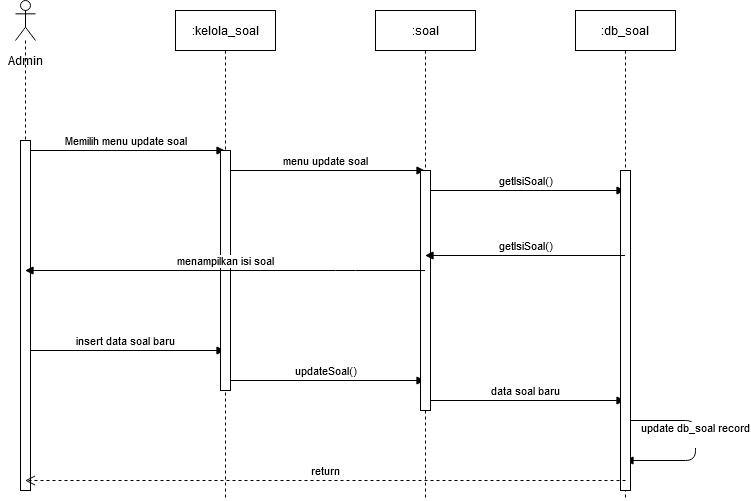 :kelola_soal
:soal
:db_soal
Admin
Memilih menu update soal
menu update soal
getIsiSoal()
getIsiSoal()
menampilkan isi soal
insert data soal baru
updateSoal()
data soal baru
update db_soal record
return